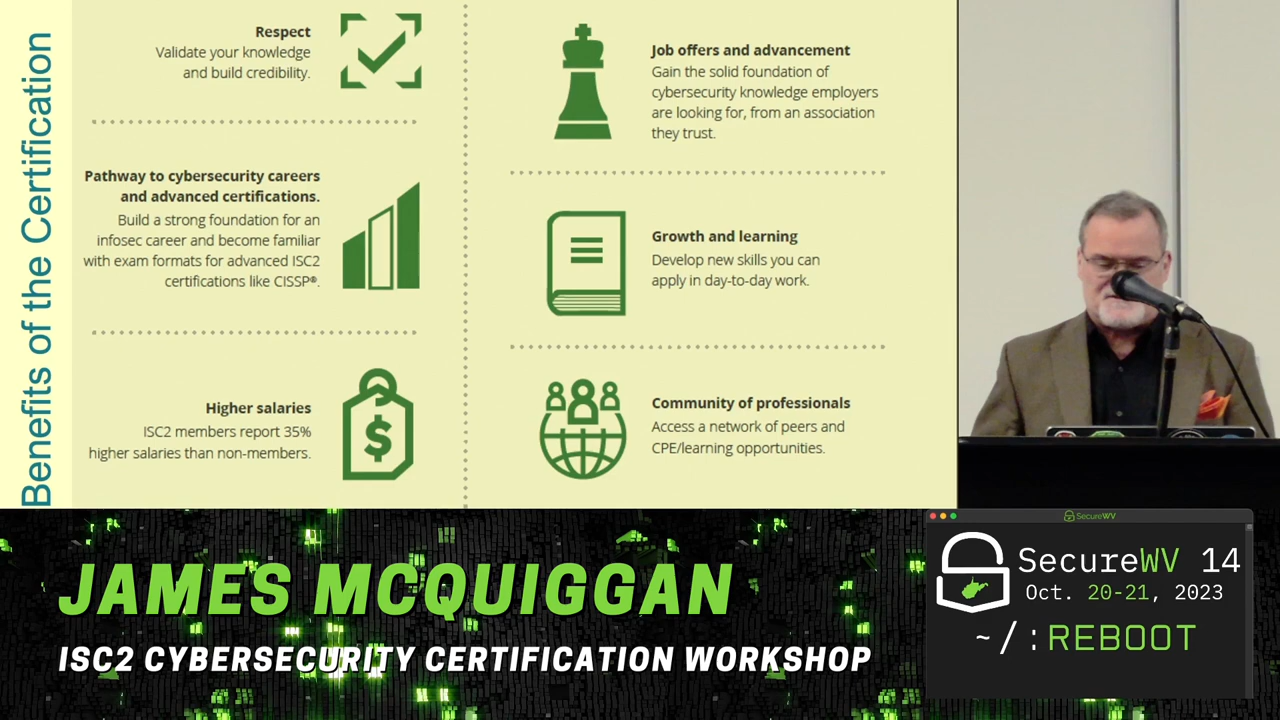 Benefits of the Certification
Respect
Validate your knowledge
and build credibility.
Pathway to cybersecurity careers
and advanced certifications.
Build a strong foundation for an
infosec career and become familiar
with exam formats for advanced ISC2
certifications like CISSP®.
Higher salaries
$
ISC2 members report 35%
higher salaries than non-members.
Job offers and advancement
Gain the solid foundation of
cybersecurity knowledge employers
are looking for, from an association
they trust.
Growth and learning
Develop new skills you can
apply in day-to-day work.
Community of professionals
Access a network of peers and
CPE/learning opportunities.
JAMES MCQUIGGAN
ISC2 CYBERSECURITY CERTIFICATION WORKSHOP
SecureWV
SecureWV 14
Oct. 20-21, 2023
~/:REBOOT